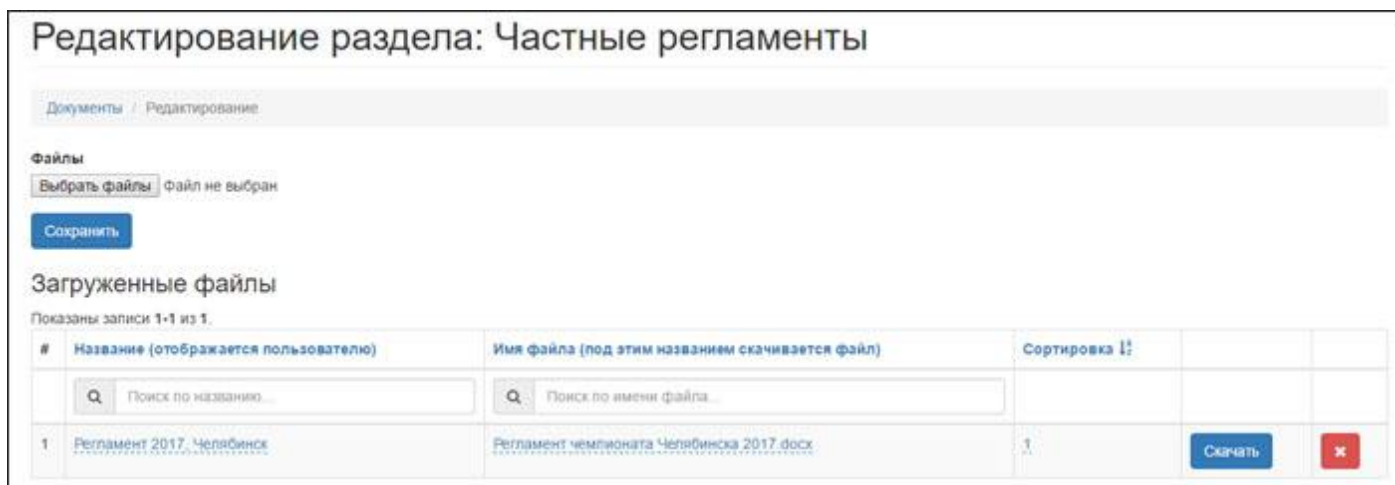 Редактирование раздела: Частные регламенты
Документы / Редактирование
Файлы
Выбрать файлы Файл не выбран
Сохранить
Загруженные файлы
Показаны записи 1-1 из 1.
# Название (отображается пользователю) Имя файла (под этим названием скачивается файл) Сортировка
Поиск по названию... Поиск по имени файла...
1 Регламент 2017, Челябинск Регламент чемпионата Челябинска 2017.docx 1 Скачать